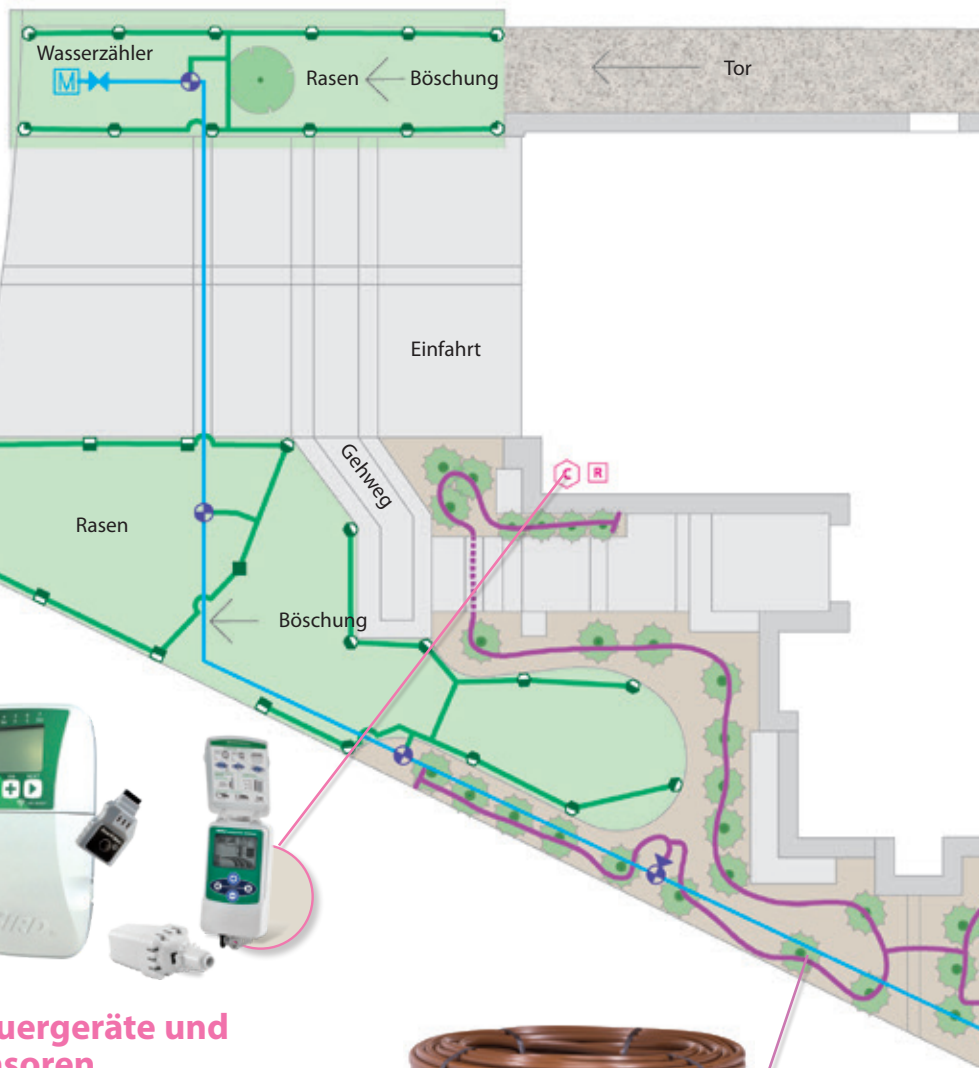 Wasserzähler
M
Rasen
Böschung
Tor
Einfahrt
Gehweg
C
R
Rasen
Böschung
uergeräte und
nsoren